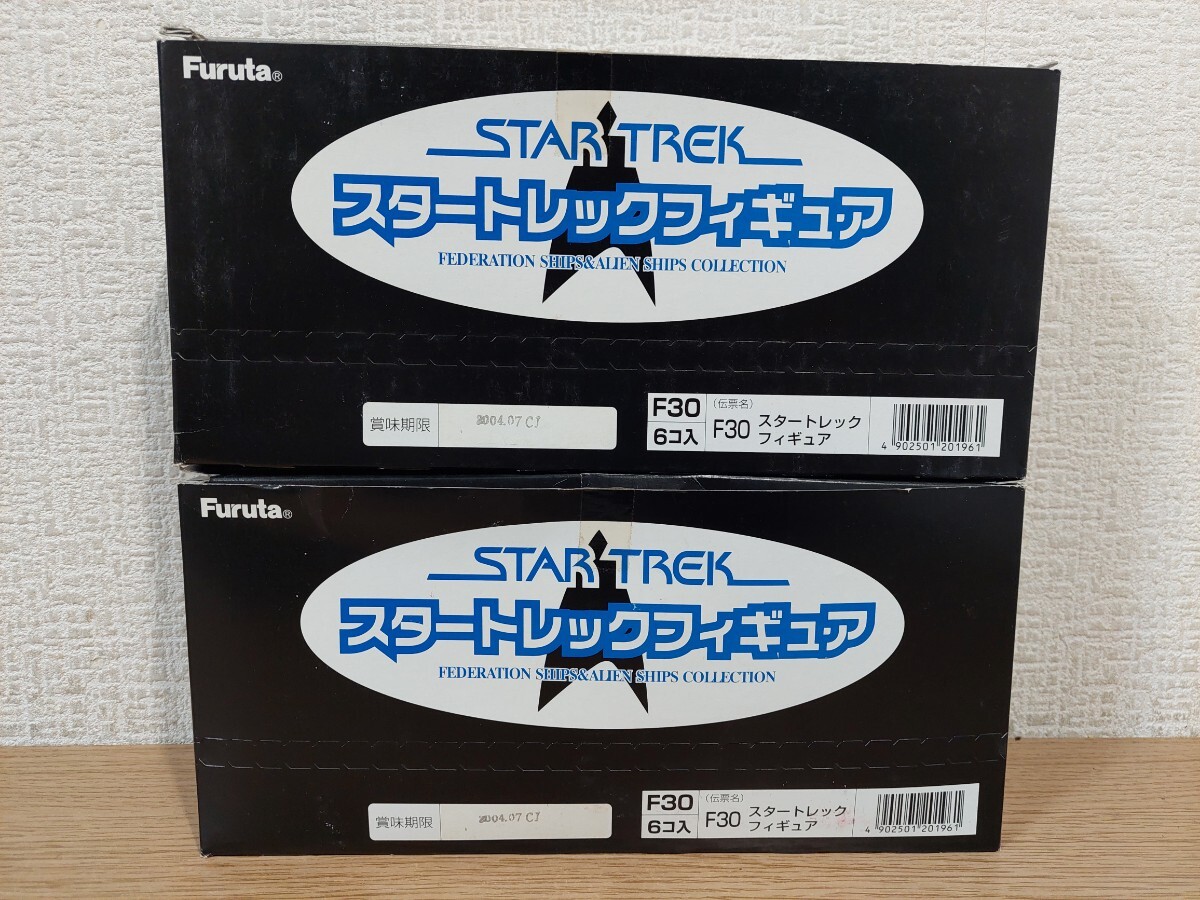 Furuta®
STAR TREK
スタートレックフィギュア
FEDERATION SHIPS&ALIEN SHIPS COLLECTION
賞味期限 2004.07 CJ
F30
6コ入
(伝票名)
F30 スタートレック
フィギュア
4 902501 201961
Furuta®
STAR TREK
スタートレックフィギュア
FEDERATION SHIPS&ALIEN SHIPS COLLECTION
賞味期限 2004.07 CJ
F30
6コ入
(伝票名)
F30 スタートレック
フィギュア
4 902501 201961